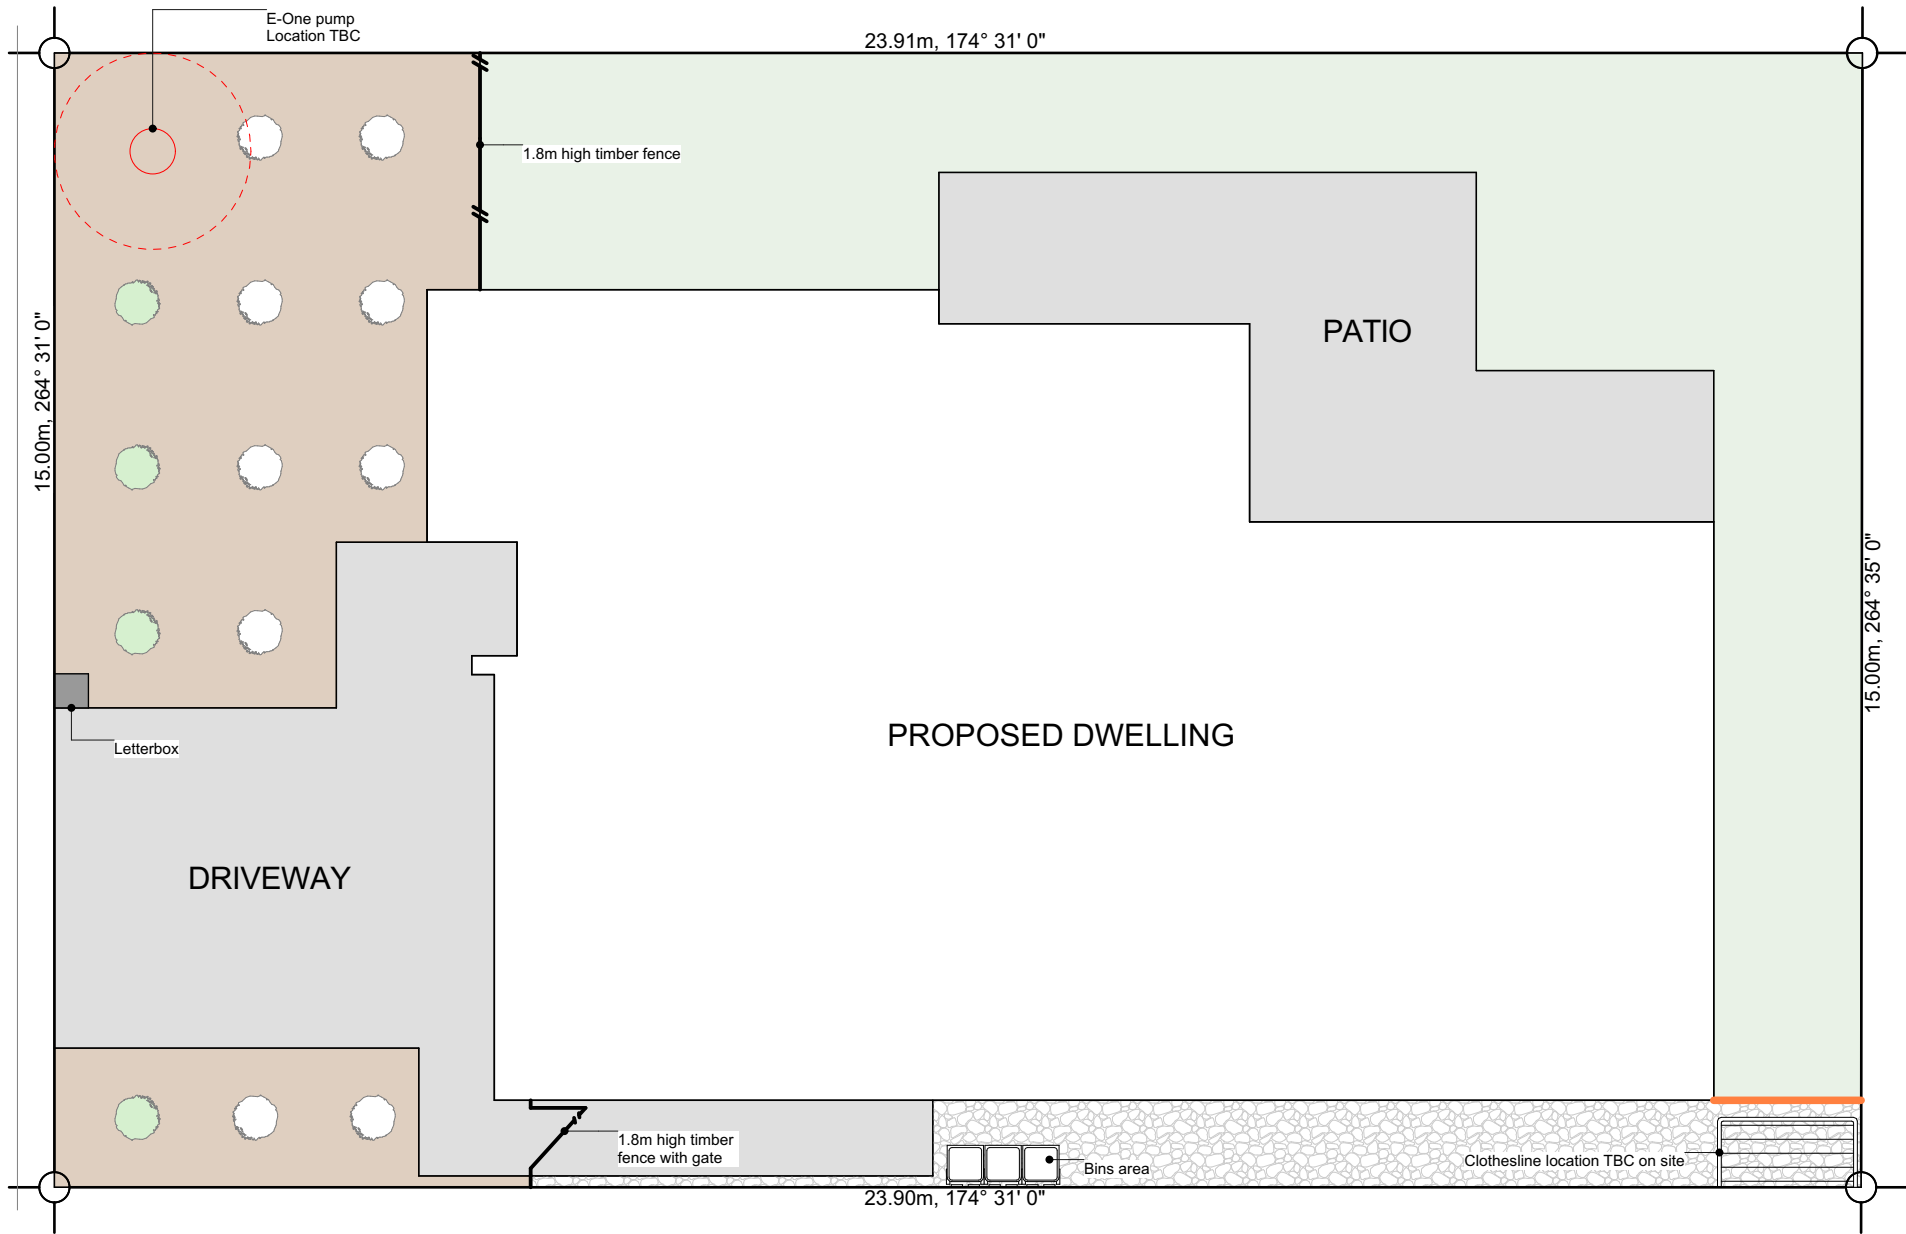 E-One pump
Location TBC
23.91m, 174° 31' 0"
1.8m high timber fence
PATIO
15.00m, 264° 31' 0"
15.00m, 264° 35' 0"
PROPOSED DWELLING
Letterbox
DRIVEWAY
1.8m high timber
fence with gate
Bins area
Clothesline location TBC on site
23.90m, 174° 31' 0"